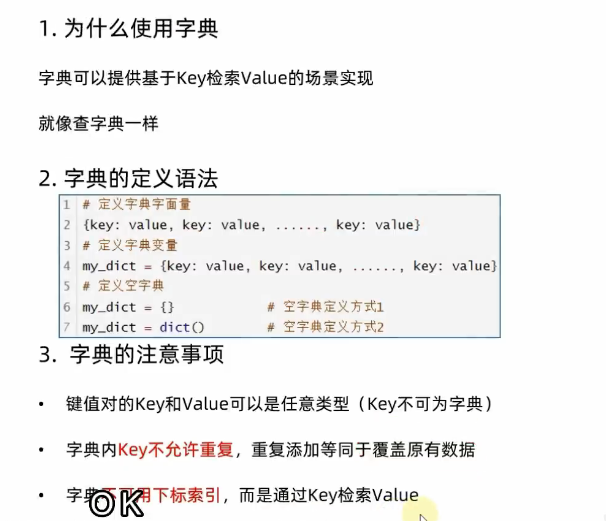 1. 为什么使用字典
字典可以提供基于Key检索Value的场景实现
就像查字典一样
2. 字典的定义语法
1 # 定义字典字面量
2 {key: value, key: value, ......, key: value}
3 # 定义字典变量
4 my_dict = {key: value, key: value, ......, key: value}
5 # 定义空字典
6 my_dict = {} # 空字典定义方式1
7 my_dict = dict() # 空字典定义方式2
3. 字典的注意事项
• 键值对的Key和Value可以是任意类型（Key不可为字典）
• 字典内Key不允许重复，重复添加等同于覆盖原有数据
• 字典不可用下标索引，而是通过Key检索Value
OK